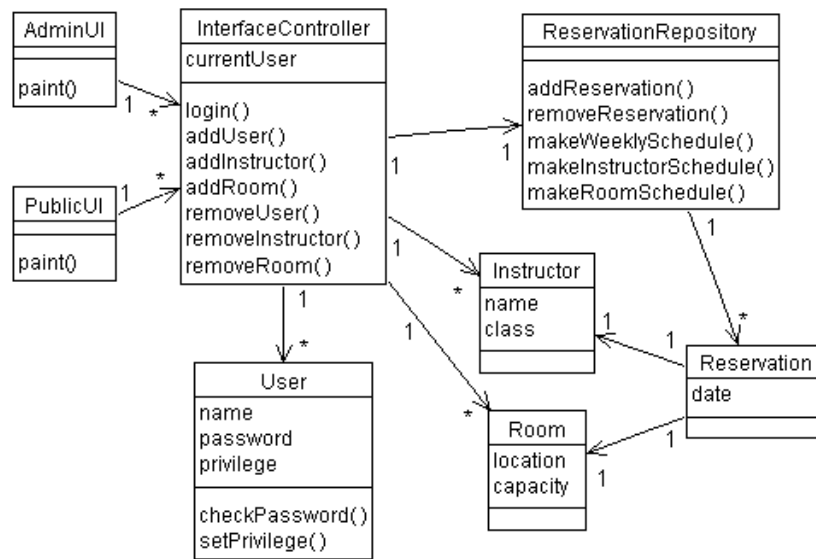 AdminUI
paint()
1
*
PublicUI
paint()
1
*
InterfaceController
currentUser
login()
addUser()
addInstructor()
addRoom()
removeUser()
removeInstructor()
removeRoom()
1
1
ReservationRepository
addReservation()
removeReservation()
makeWeeklySchedule()
makeInstructorSchedule()
makeRoomSchedule()
1
*
1
*
Instructor
name
class
1
1
1
*
Reservation
date
1
1
Room
location
capacity
1
*
User
name
password
privilege
checkPassword()
setPrivilege()